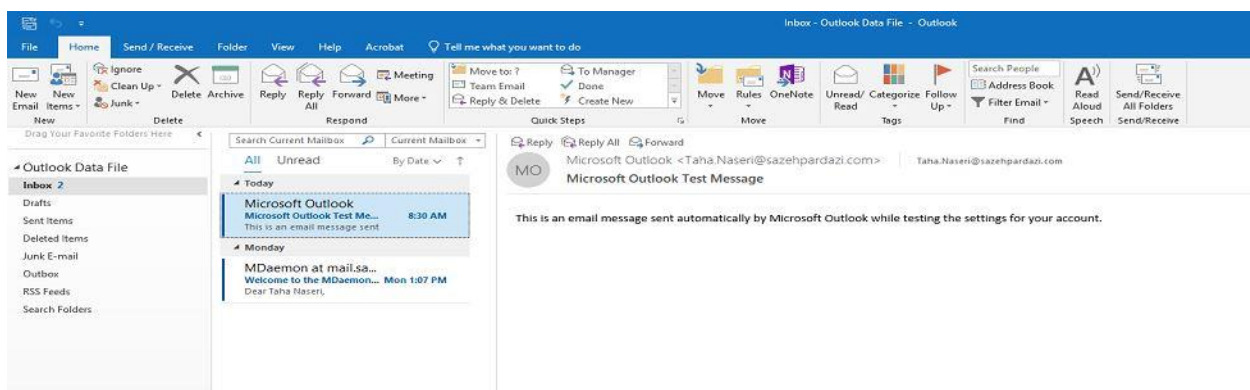 Inbox - Outlook Data File - Outlook
File Home Send / Receive Folder View Help Acrobat Tell me what you want to do
New Email
New Items
Ignore
Clean Up
Junk
Delete Archive
Reply Reply All Forward
Meeting
More
Move to: ?
Team Email
Reply & Delete
To Manager
Done
Create New
Move Rules OneNote
Unread/ Read Categorize Follow Up
Search People
Address Book
Filter Email
Read Aloud
Send/Receive All Folders
New Delete Respond Quick Steps Move Tags Find Speech Send/Receive
Drag Your Favorite Folders Here
Outlook Data File
Inbox 2
Drafts
Sent Items
Deleted Items
Junk E-mail
Outbox
RSS Feeds
Search Folders
Search Current Mailbox Current Mailbox
All Unread By Date
Today
Microsoft Outlook
Microsoft Outlook Test Me... 8:30 AM
This is an email message sent
Monday
MDaemon at mail.sa...
Welcome to the MDaemon... Mon 1:07 PM
Dear Taha Naseri,
Reply Reply All Forward
MO
Microsoft Outlook <Taha.Naseri@sazehpardazi.com> Taha.Naseri@sazehpardazi.com
Microsoft Outlook Test Message
This is an email message sent automatically by Microsoft Outlook while testing the settings for your account.